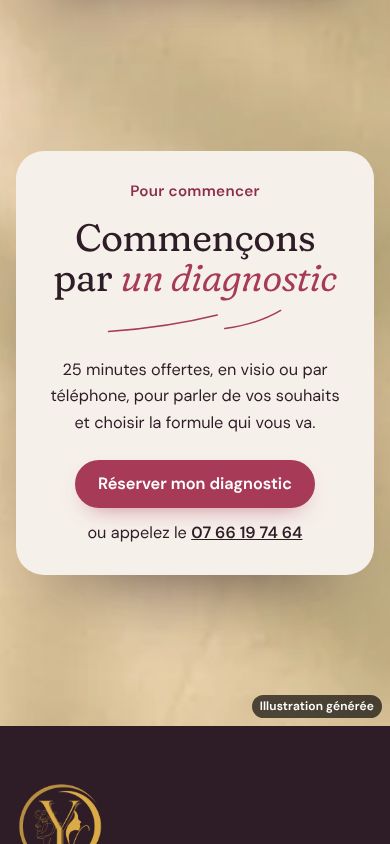 Pour commencer
Commençons
par un diagnostic
25 minutes offertes, en visio ou par
téléphone, pour parler de vos souhaits
et choisir la formule qui vous va.
Réserver mon diagnostic
ou appelez le 07 66 19 74 64
Illustration générée
Y